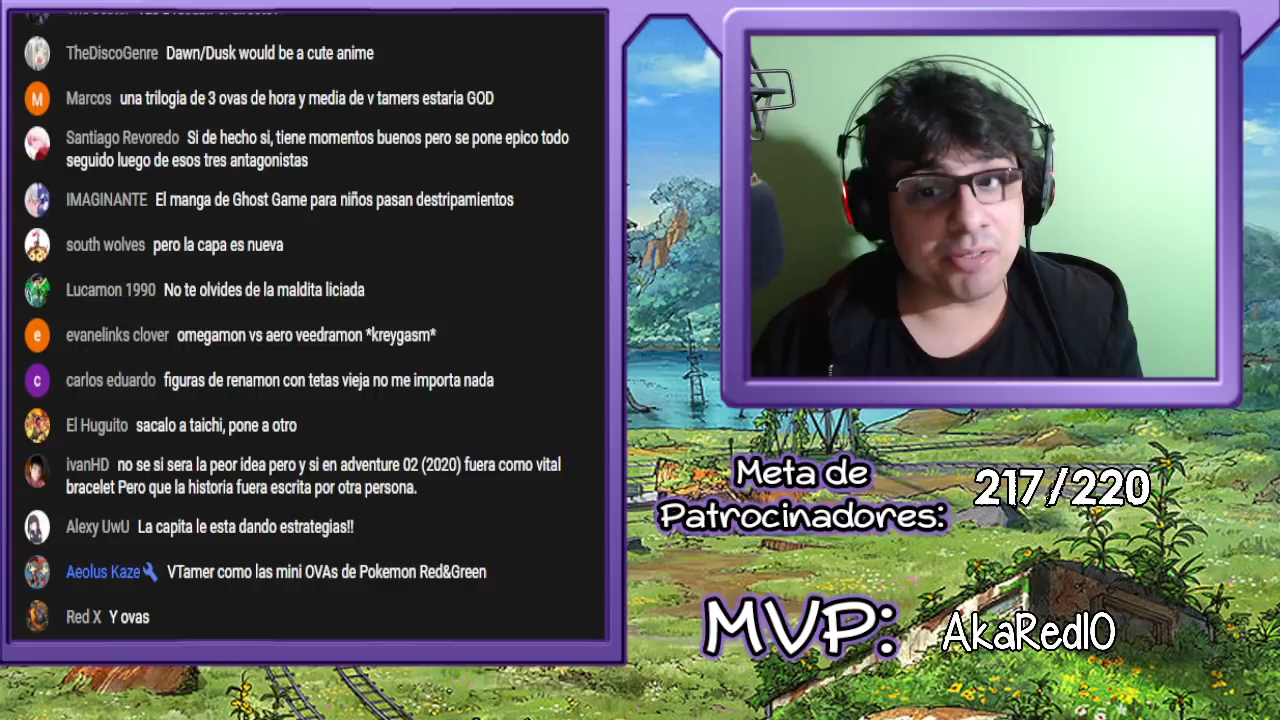 TheDiscoGenre Dawn/Dusk would be a cute anime
M Marcos una trilogia de 3 ovas de hora y media de v tamers estaria GOD
Santiago Revoredo Si de hecho si, tiene momentos buenos pero se pone epico todo
seguido luego de esos tres antagonistas
IMAGINANTE El manga de Ghost Game para niños pasan destripamientos
south wolves pero la capa es nueva
Lucamon 1990 No te olvides de la maldita liciada
e evanelinks clover omegamon vs aero veedramon *kreygasm*
c carlos eduardo figuras de renamon con tetas vieja no me importa nada
El Huguito sacalo a taichi, pone a otro
ivanHD no se si sera la peor idea pero y si en adventure 02 (2020) fuera como vital
bracelet Pero que la historia fuera escrita por otra persona.
Alexy UwU La capita le esta dando estrategias!!
Aeolus Kaze VTamer como las mini OVAs de Pokemon Red&Green
Red X Y ovas
Meta de
Patrocinadores:
217/220
MVP:
AkaRed10